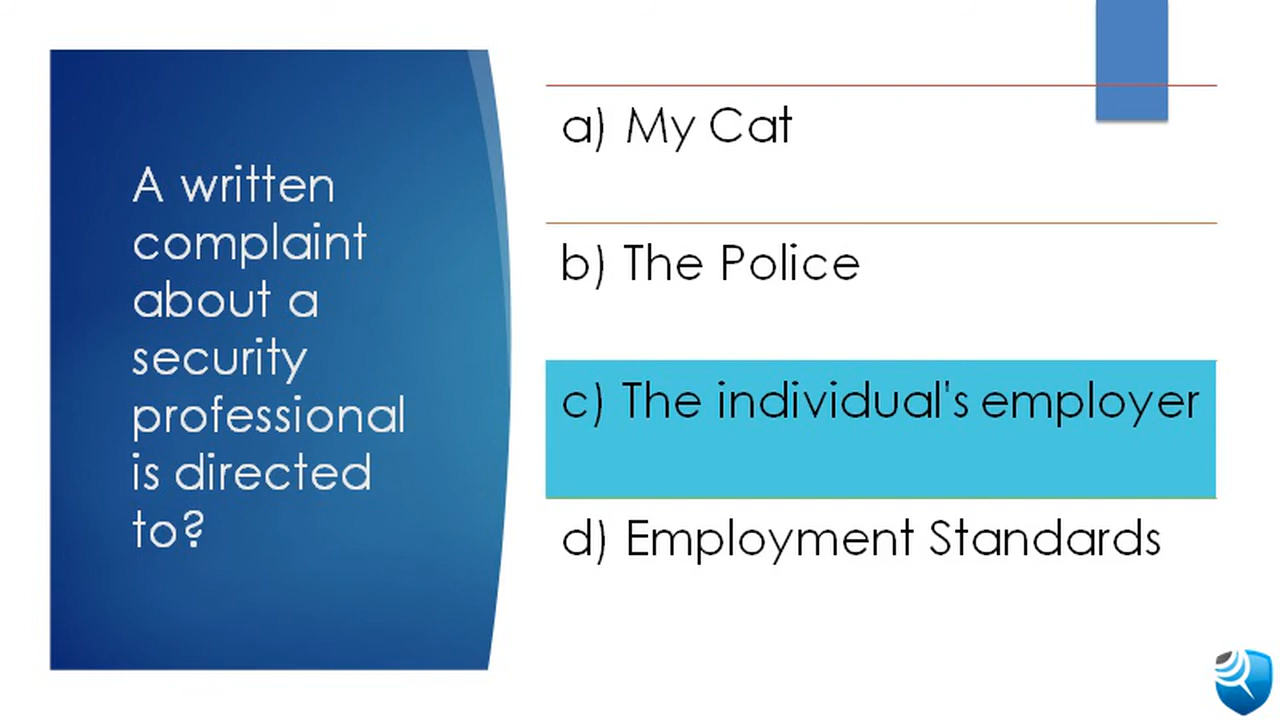 A written
complaint
about a
security
professional
is directed
to?
a) My Cat
b) The Police
c) The individual's employer
d) Employment Standards